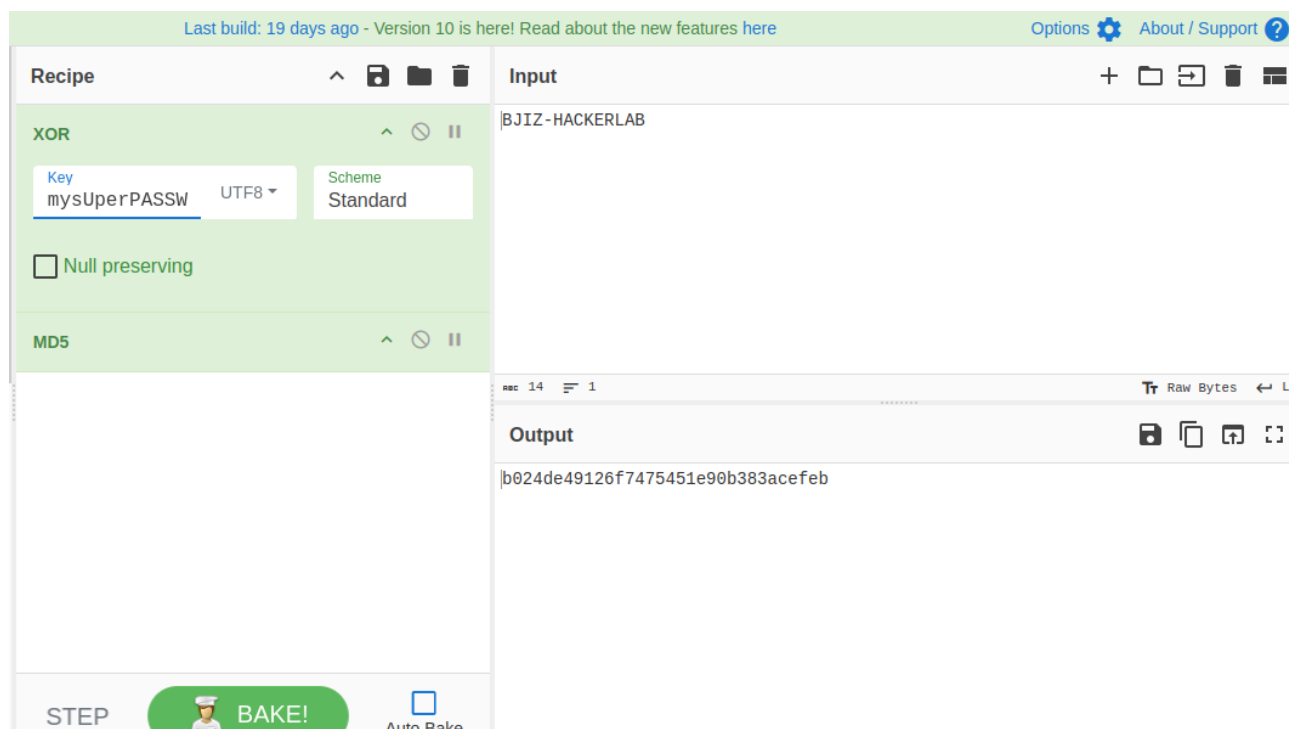 Last build: 19 days ago - Version 10 is here! Read about the new features here
Options
About / Support
Recipe
XOR
Key
mysUperPASSW
UTF8
Scheme
Standard
Null preserving
MD5
STEP
BAKE!
Auto Bake
Input
BJIZ-HACKERLAB
ABC 14 1
Tт Raw Bytes L
Output
b024de49126f7475451e90b383acefeb